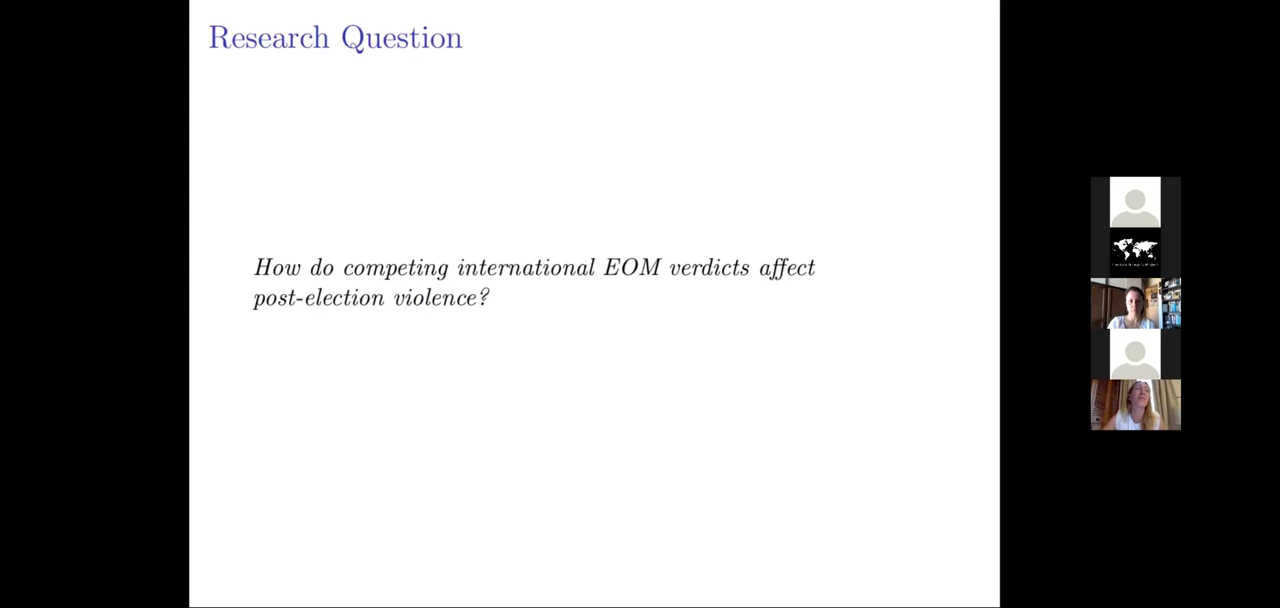 Research Question
How do competing international EOM verdicts affect
post-election violence?